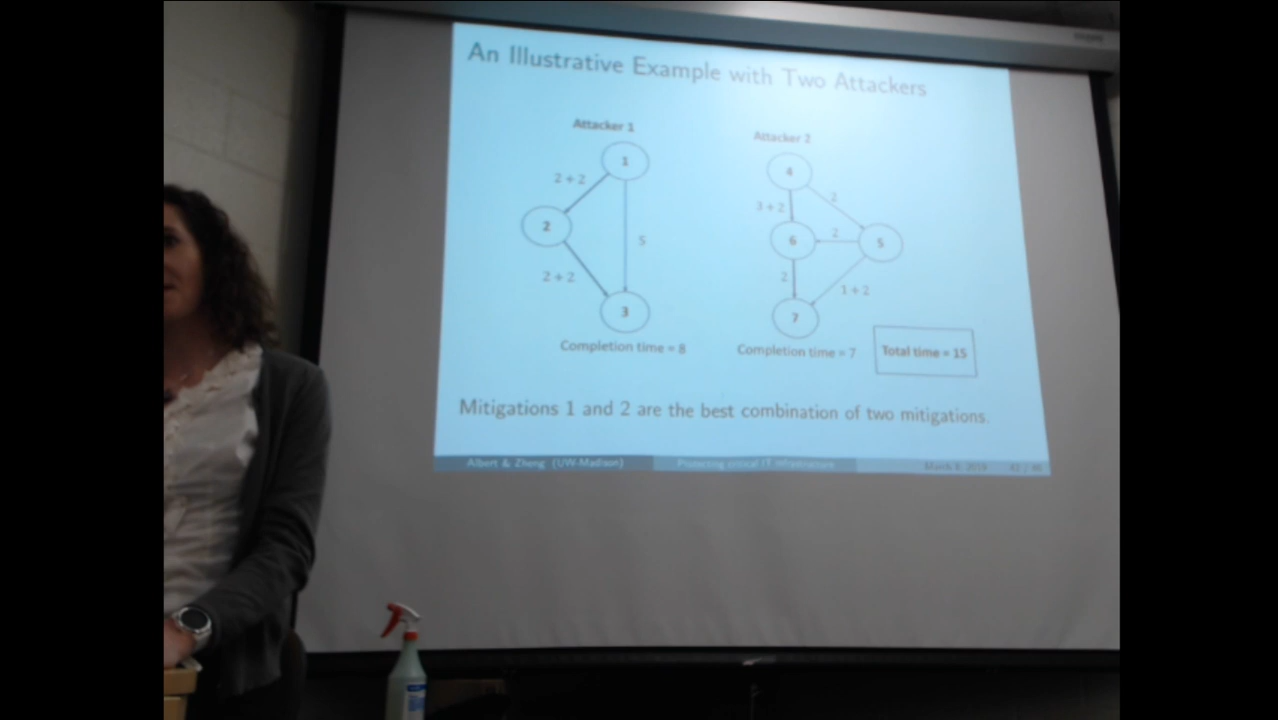 An Illustrative Example with Two Attackers
Attacker 1
1
2 + 2
2
5
2 + 2
3
Completion time = 8
Attacker 2
4
2
3 + 2
6
2
5
2
1 + 2
7
Completion time = 7
Total time = 15
Mitigations 1 and 2 are the best combination of two mitigations.
Albert & Zheng (UW-Madison)
Protecting critical IT infrastructure
March 8, 2019